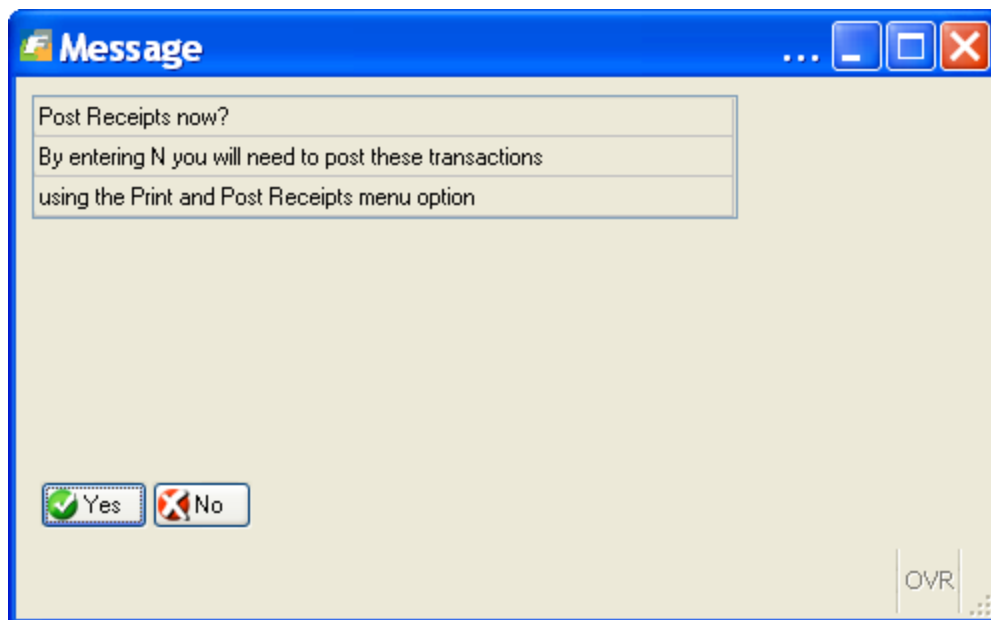 Message
...
Post Receipts now?
By entering N you will need to post these transactions
using the Print and Post Receipts menu option
Yes No
OVR